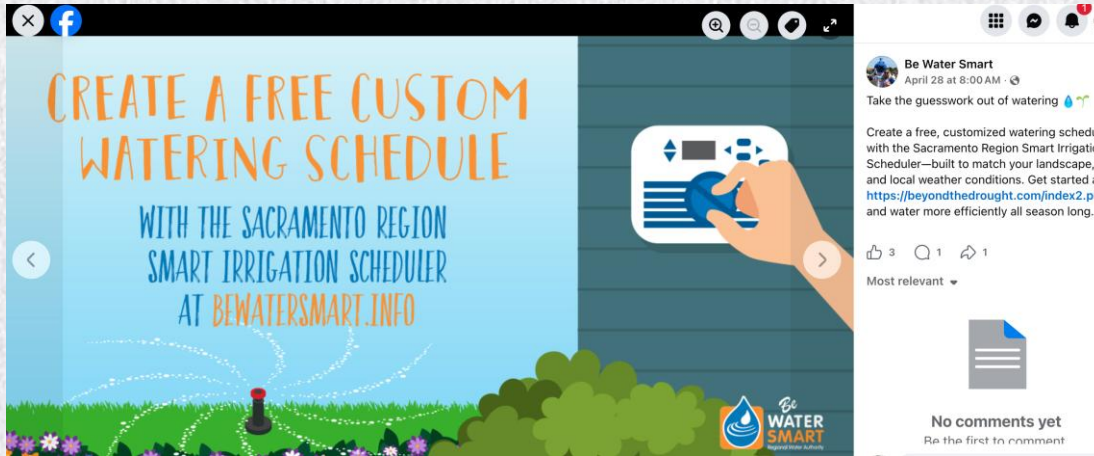 CREATE A FREE CUSTOM
WATERING SCHEDULE
WITH THE SACRAMENTO REGION
SMART IRRIGATION SCHEDULER
AT BEWATERSMART.INFO
Be
WATER
SMART
Regional Water Authority
1
Be Water Smart
April 28 at 8:00 AM ·
Take the guesswork out of watering
Create a free, customized watering
with the Sacramento Region Smart
Scheduler—built to match your landscape,
and local weather conditions. Get started
https://beyondthedrought.com/index2.p
and water more efficiently all season long.
3 1 1
Most relevant
No comments yet
Be the first to comment